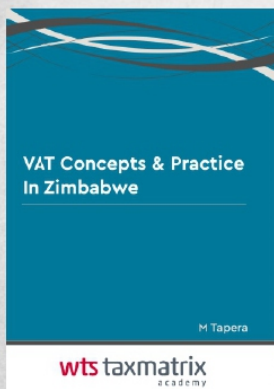 VAT Concepts & Practice
In Zimbabwe
M Tapera
wts taxmatrix
academy